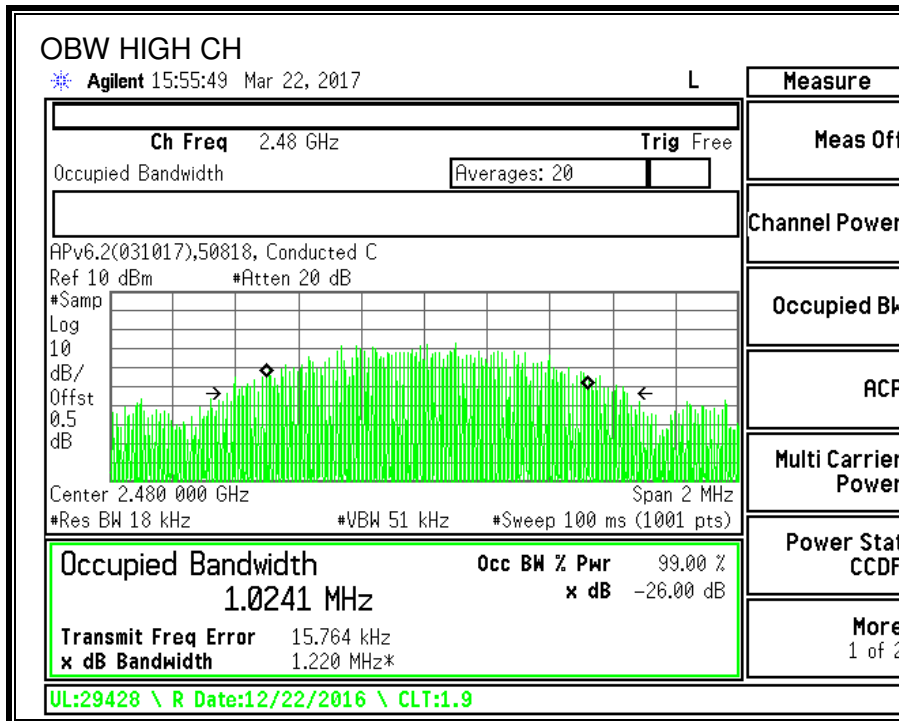 OBW HIGH CH
Agilent 15:55:49 Mar 22, 2017 L
Measure
Ch Freq 2.48 GHz Trig Free
Meas Off
Occupied Bandwidth Averages: 20
Channel Power
APv6.2(031017),50818, Conducted C
Ref 10 dBm #Atten 20 dB
Occupied BW
#Samp
Log
10
dB/
Offst
0.5
dB
ACP
Multi Carrier
Power
Center 2.480 000 GHz Span 2 MHz
#Res BW 18 kHz #VBW 51 kHz #Sweep 100 ms (1001 pts)
Power Stat
CCDF
Occupied Bandwidth Occ BW % Pwr 99.00 %
1.0241 MHz x dB -26.00 dB
Transmit Freq Error 15.764 kHz
x dB Bandwidth 1.220 MHz*
More
1 of 2
UL:29428 \ R Date:12/22/2016 \ CLT:1.9